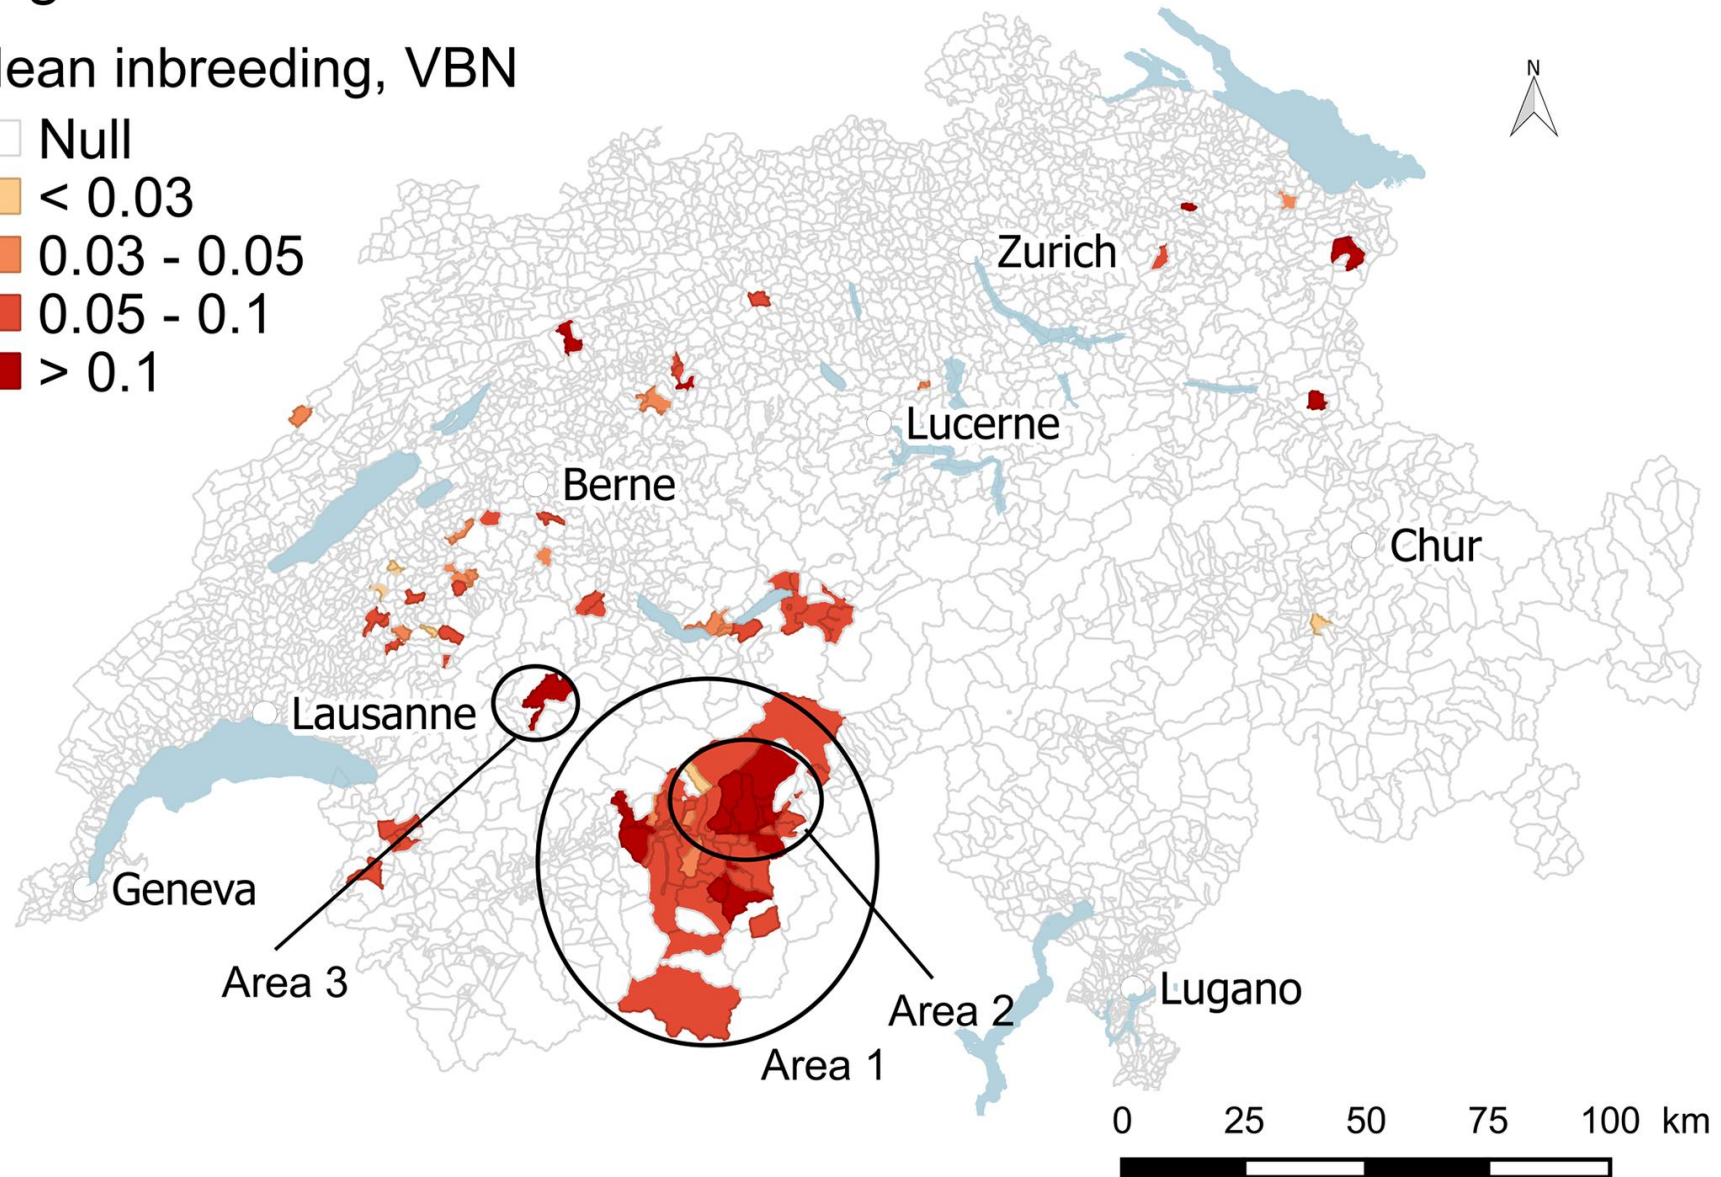 ean inbreeding, VBN
Null
< 0.03
0.03 - 0.05
0.05 - 0.1
> 0.1
N
Zurich
Lucerne
Berne
Chur
Lausanne
Geneva
Area 3
Area 2
Lugano
Area 1
0 25 50 75 100 km